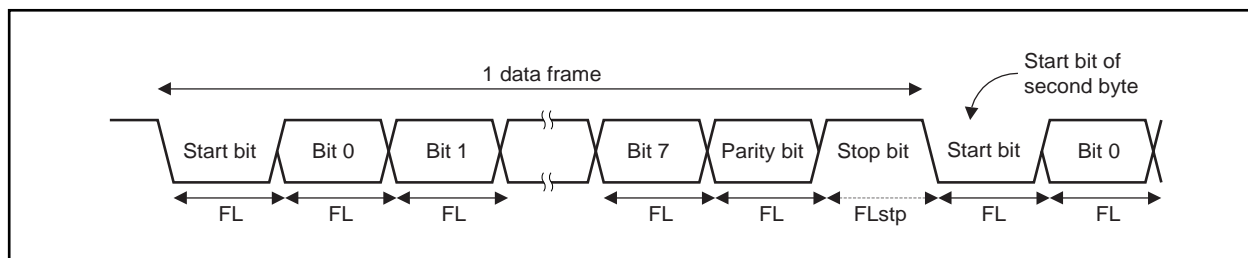 1 data frame
Start bit of
second byte
Start bit Bit 0 Bit 1 Bit 7 Parity bit Stop bit Start bit Bit 0
FL FL FL FL FL FLstp FL FL